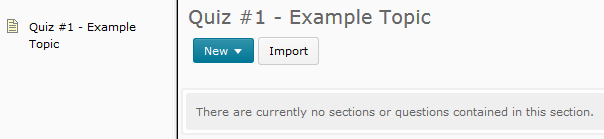 Quiz #1 - Example
Topic
Quiz #1 - Example Topic
New
Import
There are currently no sections or questions contained in this section.